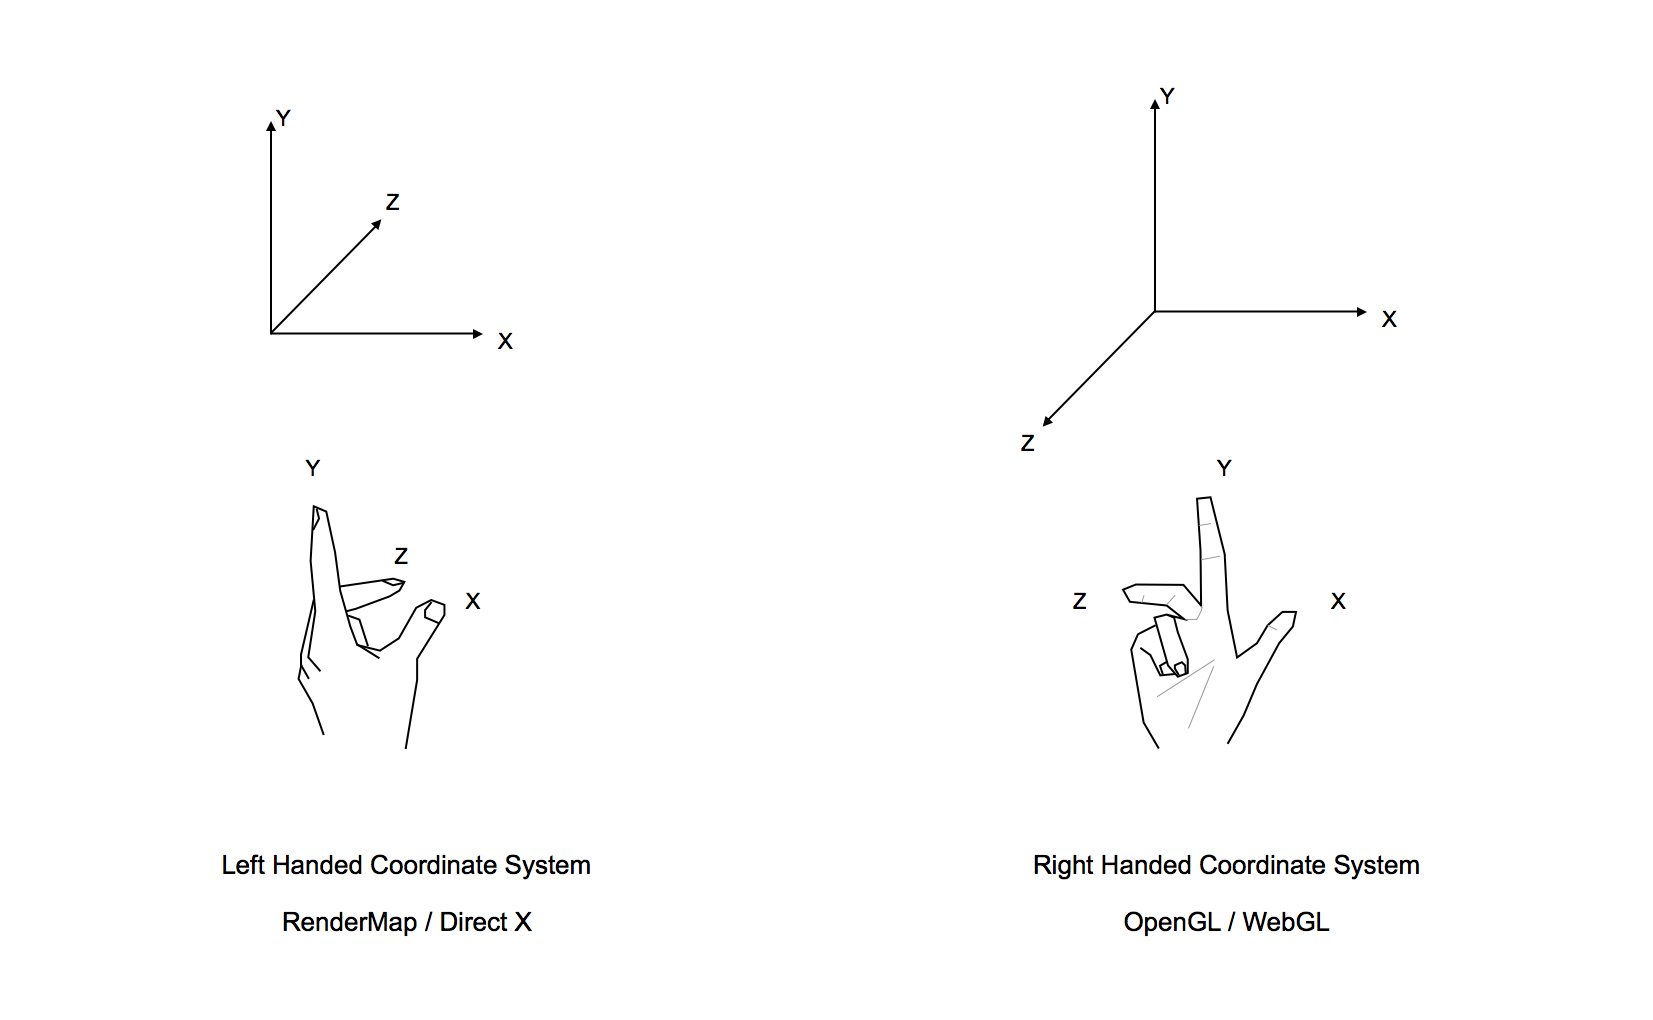 Y
Z
X
Y
X
Z
Y
Z
X
Y
Z
X
Left Handed Coordinate System
RenderMap / Direct X
Right Handed Coordinate System
OpenGL / WebGL